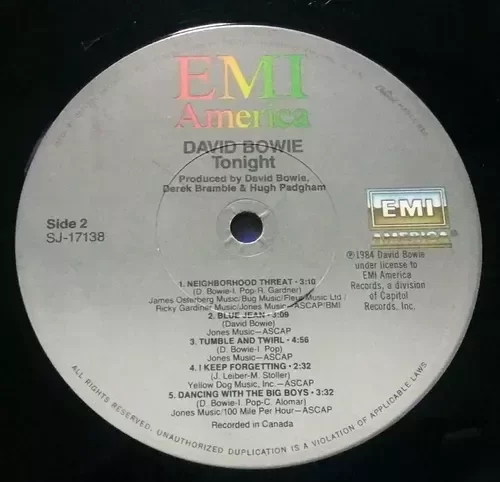 EMI
America
DAVID BOWIE
Tonight
Produced by David Bowie,
Derek Bramble & Hugh Padgham
Side 2
SJ-17138
EMI
AMERICA®
℗1984 David Bowie
under license to
EMI America
Records, a division
of Capitol
Records, Inc.
1. NEIGHBORHOOD THREAT • 3:10
(D. Bowie-I. Pop-R. Gardner)
James Osterberg Music/Bug Music/Fleur Music Ltd./
Ricky Gardiner Music/Jones Music—ASCAP/BMI
2. BLUE JEAN • 3:09
(David Bowie)
Jones Music—ASCAP
3. TUMBLE AND TWIRL • 4:56
(D. Bowie-I. Pop)
Jones Music—ASCAP
4. I KEEP FORGETTING • 2:32
(J. Leiber-M. Stoller)
Yellow Dog Music, Inc.—ASCAP
5. DANCING WITH THE BIG BOYS • 3:32
(D. Bowie-I. Pop-C. Alomar)
Jones Music/100 Mile Per Hour—ASCAP
Recorded in Canada
ALL RIGHTS RESERVED. UNAUTHORIZED DUPLICATION IS A VIOLATION OF APPLICABLE LAWS